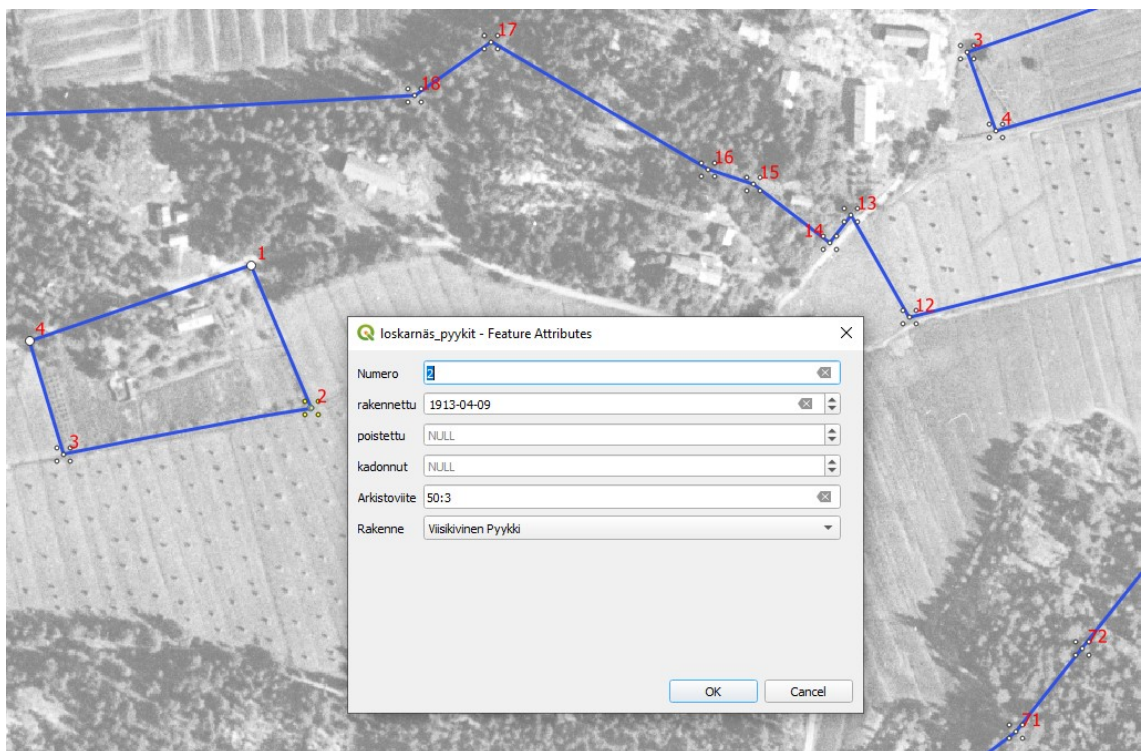 17
3
18
4
16
15
13
14
1
12
4
loskarnäs_pyykit - Feature Attributes
Numero 2
rakennettu 1913-04-09
2
poistettu NULL
3
kadonnut NULL
Arkistoviite 50:3
Rakenne Viisikivinen Pyykki
72
OK Cancel
71